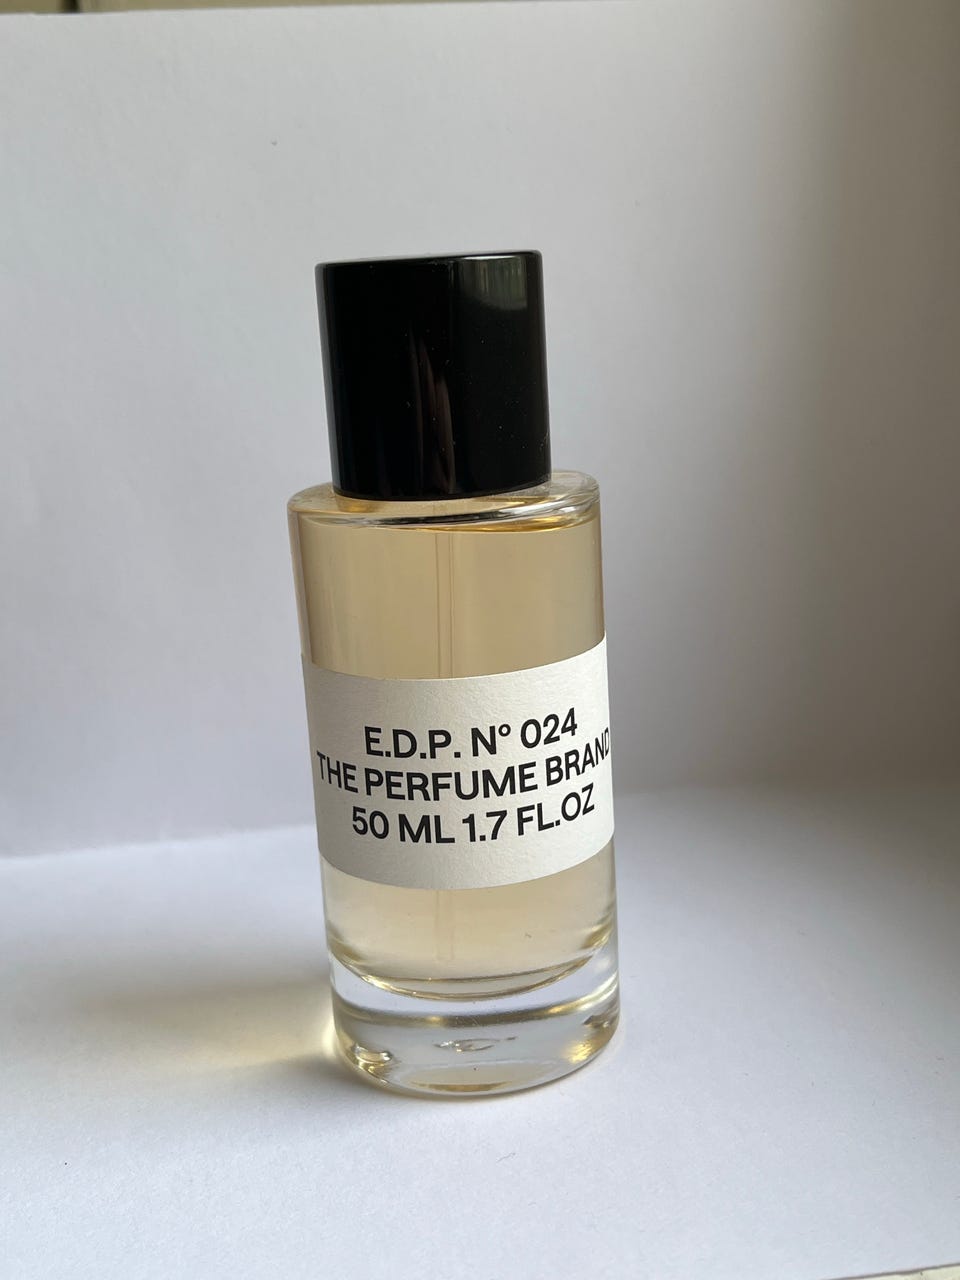 E.D.P. N° 024
THE PERFUME BRAND
50 ML 1.7 FL.OZ